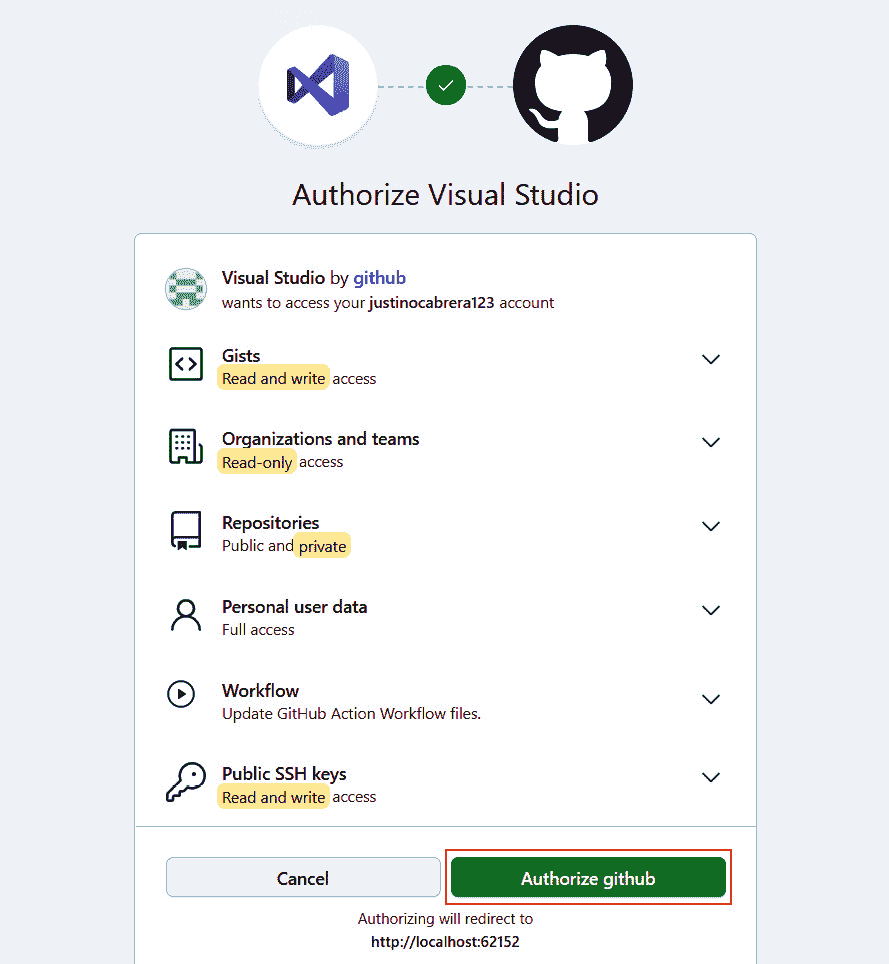 Authorize Visual Studio
Visual Studio by github
wants to access your justinocabrera123 account
Gists
Read and write access
Organizations and teams
Read-only access
Repositories
Public and private
Personal user data
Full access
Workflow
Update GitHub Action Workflow files.
Public SSH keys
Read and write access
Cancel
Authorize github
Authorizing will redirect to
http://localhost:62152